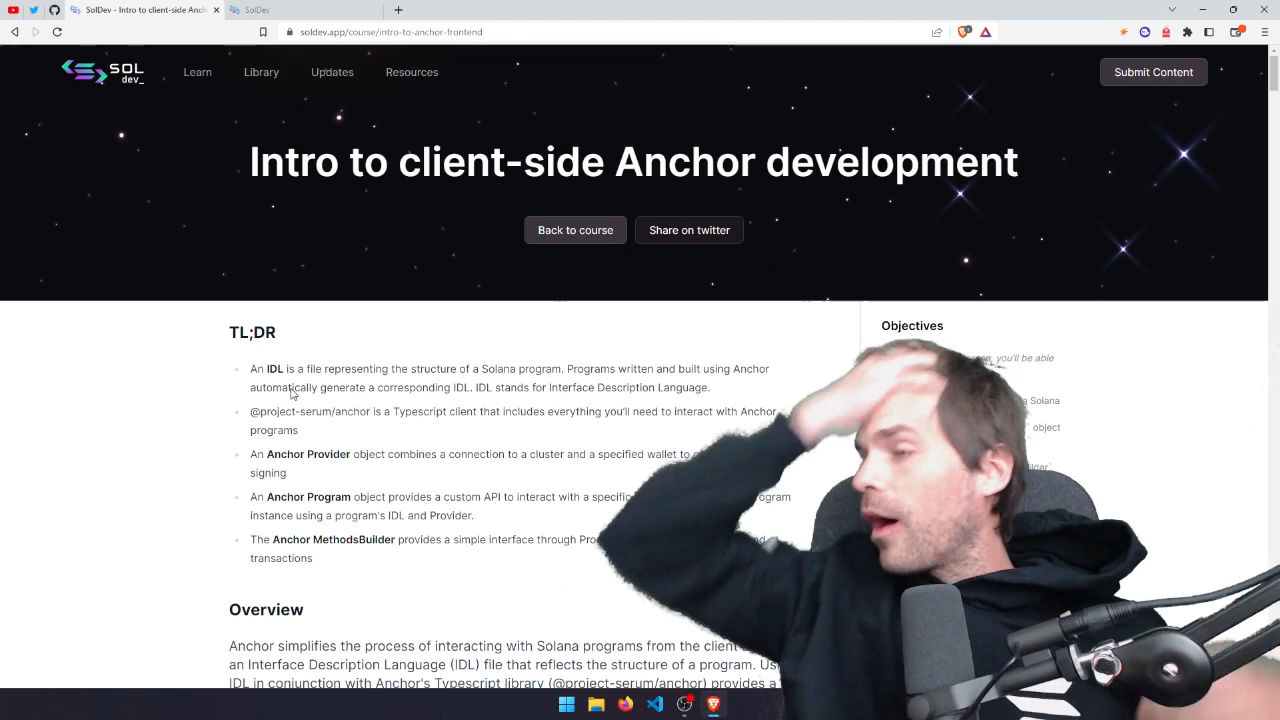 SolDev - Intro to client-side Anch
SolDev
soldev.app/course/intro-to-anchor-frontend
SOL
dev_
Learn
Library
Updates
Resources
Submit Content
Intro to client-side Anchor development
Back to course
Share on twitter
TL;DR
An IDL is a file representing the structure of a Solana program. Programs written and built using Anchor
automatically generate a corresponding IDL. IDL stands for Interface Description Language.
@project-serum/anchor is a Typescript client that includes everything you'll need to interact with Anchor
programs
An Anchor Provider object combines a connection to a cluster and a specified wallet to
signing
An Anchor Program object provides a custom API to interact with a specific
instance using a program's IDL and Provider.
The Anchor MethodsBuilder provides a simple interface through
transactions
Overview
Anchor simplifies the process of interacting with Solana programs from the client
an Interface Description Language (IDL) file that reflects the structure of a program.
IDL in conjunction with Anchor's Typescript library (@project-serum/anchor) provides a
Objectives
you'll be able
a Solana
object